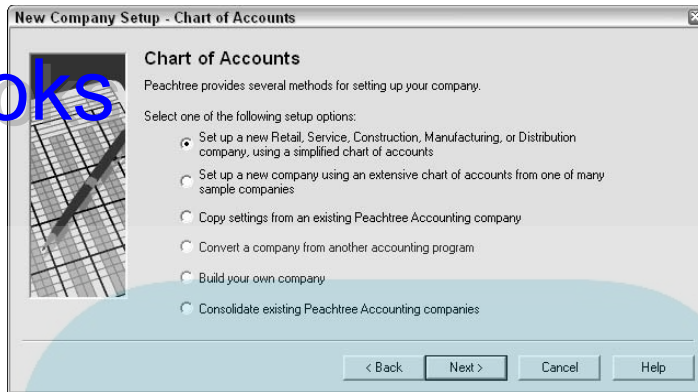 New Company Setup - Chart of Accounts
Chart of Accounts
Peachtree provides several methods for setting up your company.
Select one of the following setup options:
Set up a new Retail, Service, Construction, Manufacturing, or Distribution
company, using a simplified chart of accounts
Set up a new company using an extensive chart of accounts from one of many
sample companies
Copy settings from an existing Peachtree Accounting company
Convert a company from another accounting program
Build your own company
Consolidate existing Peachtree Accounting companies
< Back Next > Cancel Help